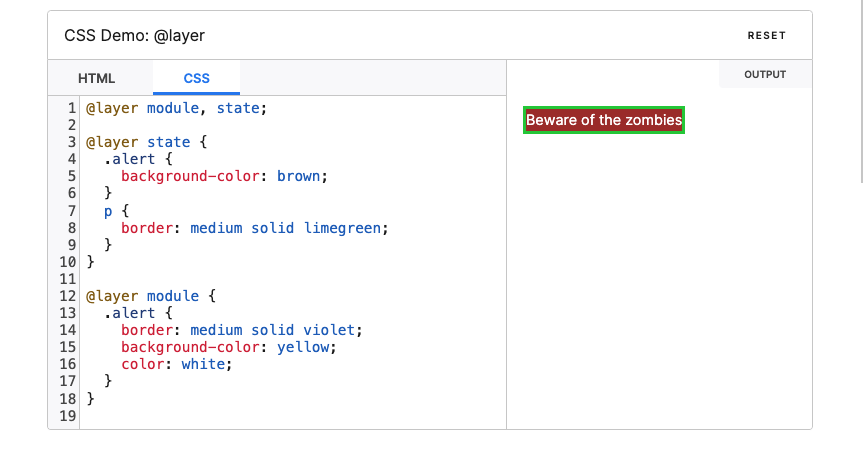 CSS Demo: @layer
RESET
HTML
CSS
OUTPUT
1 @layer module, state;
2
3 @layer state {
4   .alert {
5     background-color: brown;
6   }
7   p {
8     border: medium solid limegreen;
9   }
10 }
11
12 @layer module {
13   .alert {
14     border: medium solid violet;
15     background-color: yellow;
16     color: white;
17   }
18 }
19
Beware of the zombies